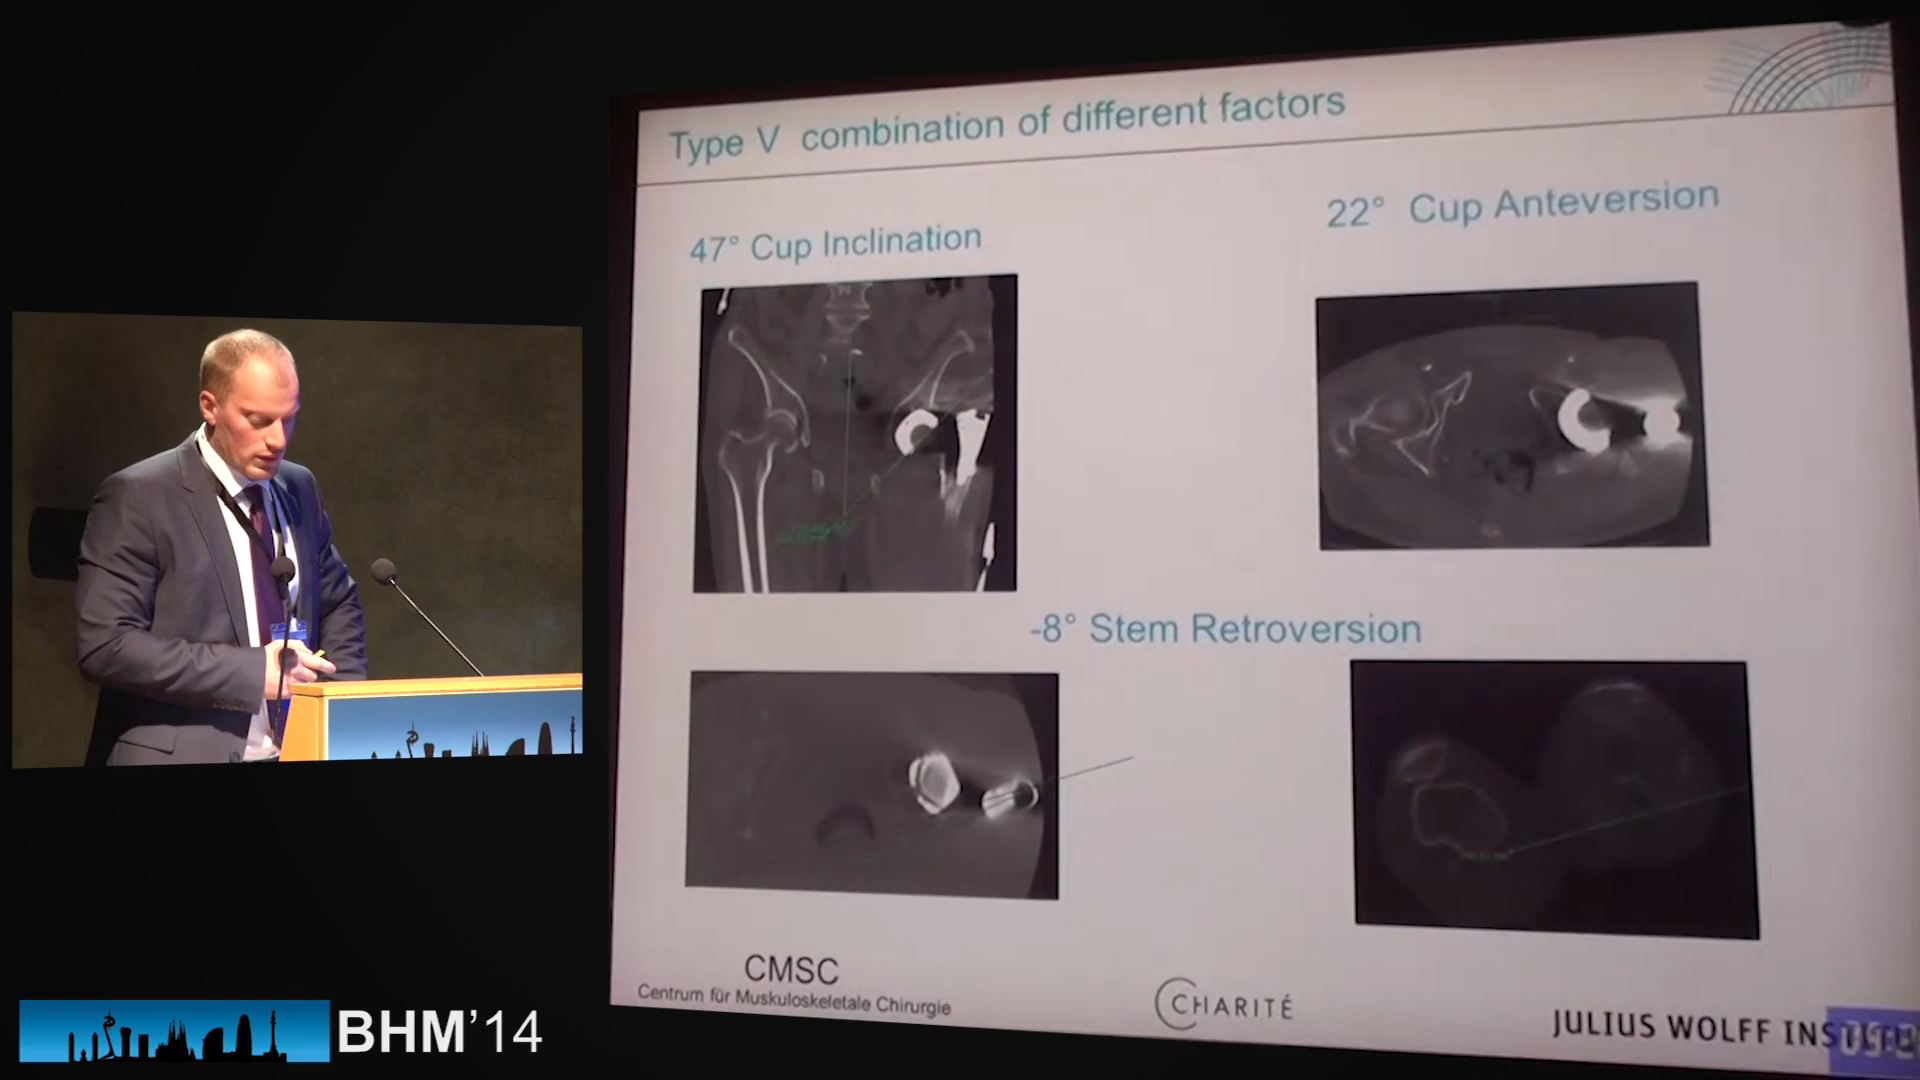 Type V combination of different factors
47° Cup Inclination
22° Cup Anteversion
-8° Stem Retroversion
CMSC
Centrum für Muskuloskeletale Chirurgie
CHARITÉ
JULIUS WOLFF
BHM'14